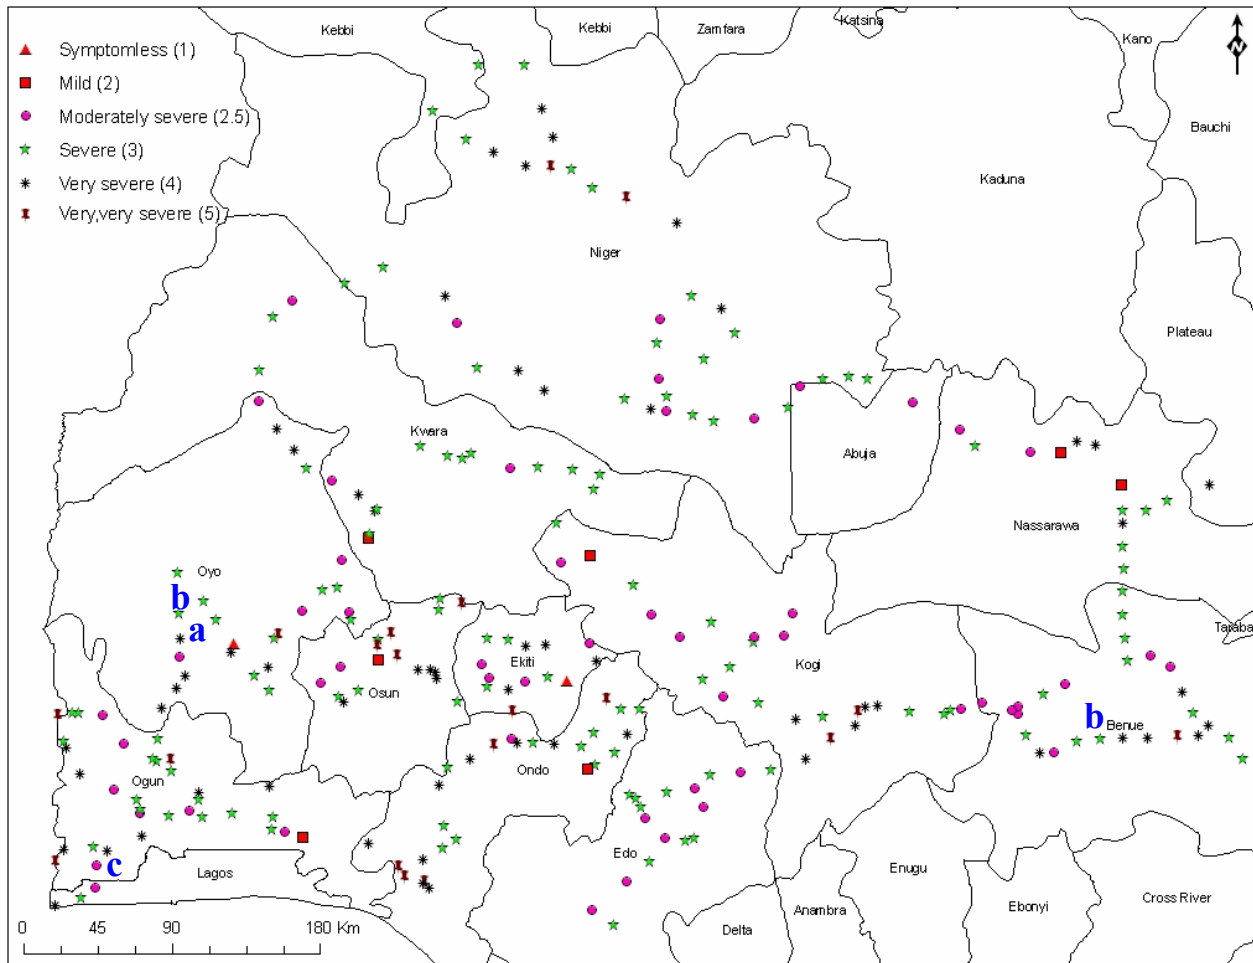 Kebbi
Kebbi
Zamfara
Katsina
Kano
N
Symptomless (1)
Mild (2)
Moderately severe (2.5)
Severe (3)
Very severe (4)
Very,very severe (5)
Bauchi
Kaduna
Niger
Plateau
Kwara
Abuja
Nassarawa
Oyo
b
a
Taraba
Ekiti
Kogi
Osun
b
Benue
Ogun
Ondo
Edo
c
Lagos
Enugu
Ebonyi
Cross River
Anambra
Delta
0 45 90 180 Km